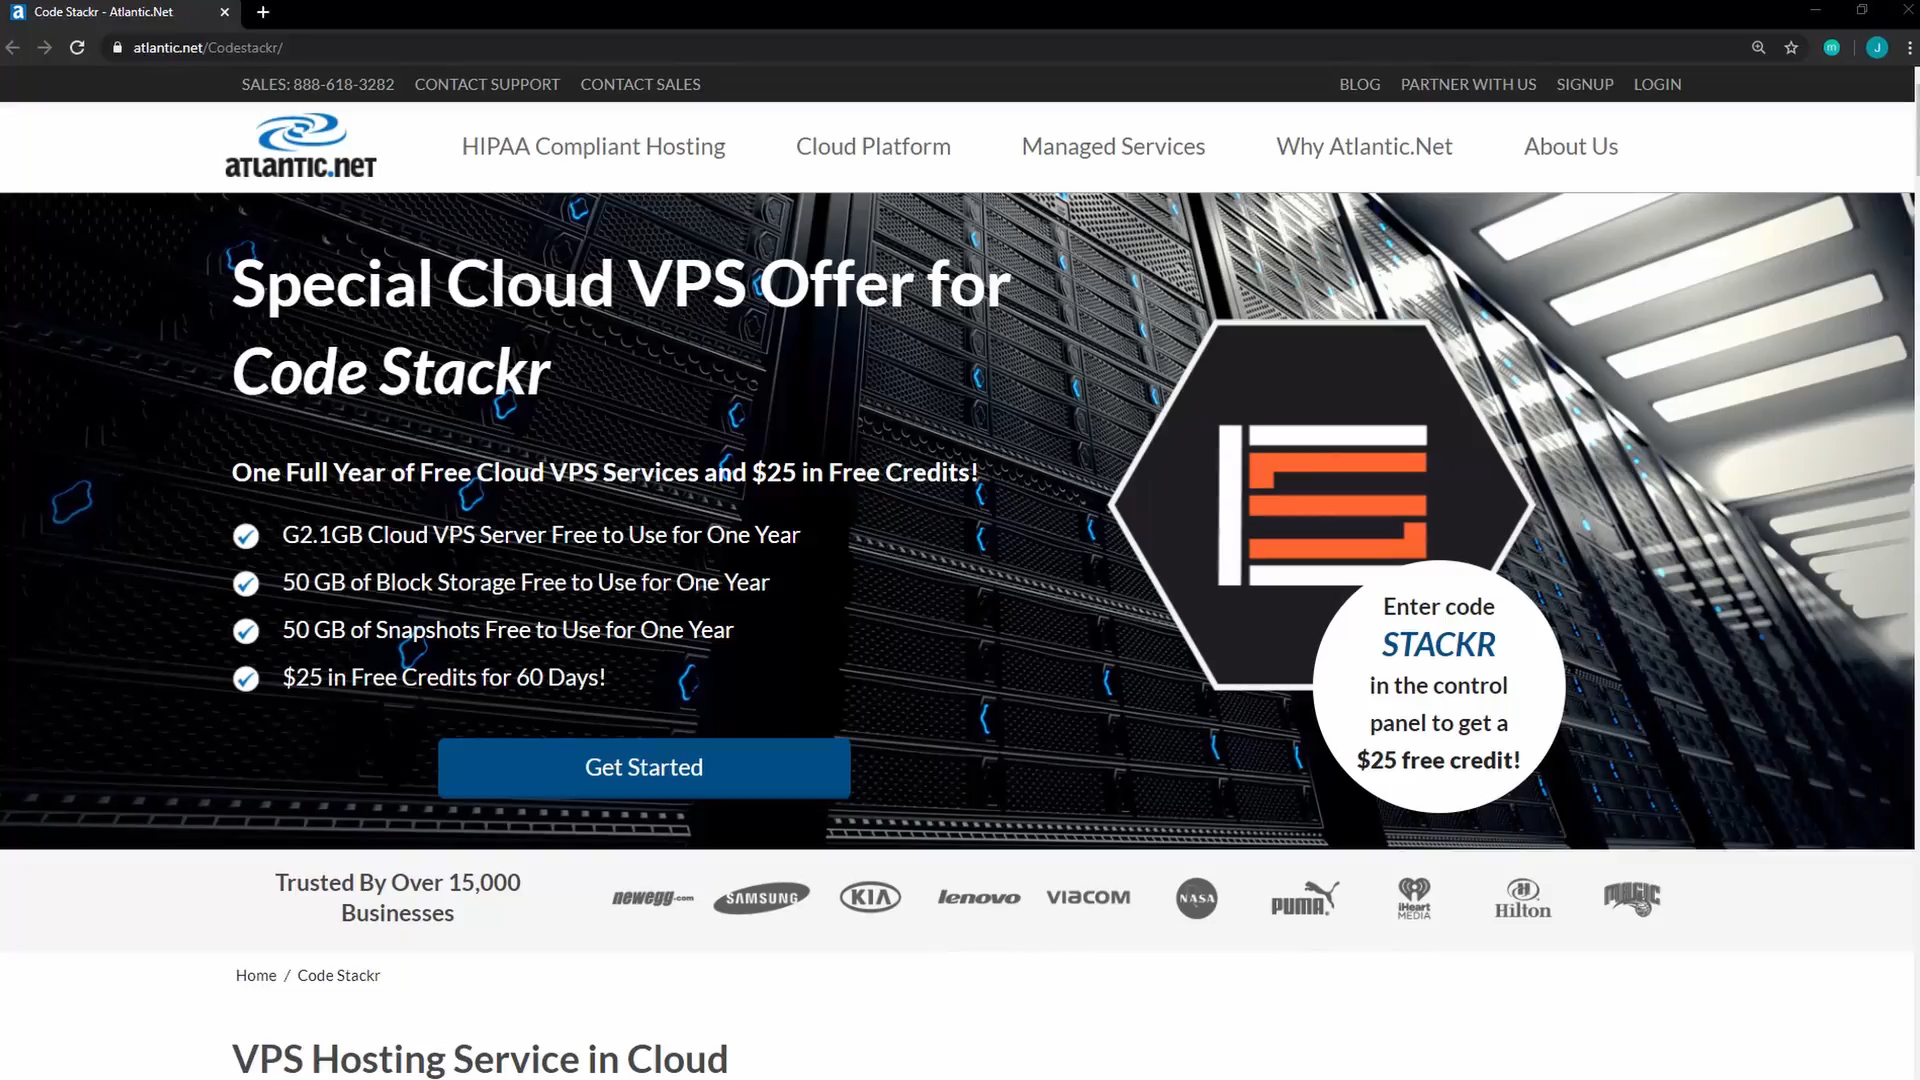 Code Stackr - Atlantic.Net
atlantic.net/Codestackr/
J
SALES: 888-618-3282 CONTACT SUPPORT CONTACT SALES
BLOG PARTNER WITH US SIGNUP LOGIN
ATLANTIC.NET
HIPAA Compliant Hosting Cloud Platform Managed Services Why Atlantic.Net About Us
Special Cloud VPS Offer for
Code Stackr
One Full Year of Free Cloud VPS Services and $25 in Free Credits!
G2.1GB Cloud VPS Server Free to Use for One Year
50 GB of Block Storage Free to Use for One Year
50 GB of Snapshots Free to Use for One Year
$25 in Free Credits for 60 Days!
Get Started
Enter code
STACKR
in the control
panel to get a
$25 free credit!
Trusted By Over 15,000
Businesses
newegg.com SAMSUNG KIA lenovo VIACOM NASA PUMA iHeart MEDIA Hilton MAGIC
Home / Code Stackr
VPS Hosting Service in Cloud